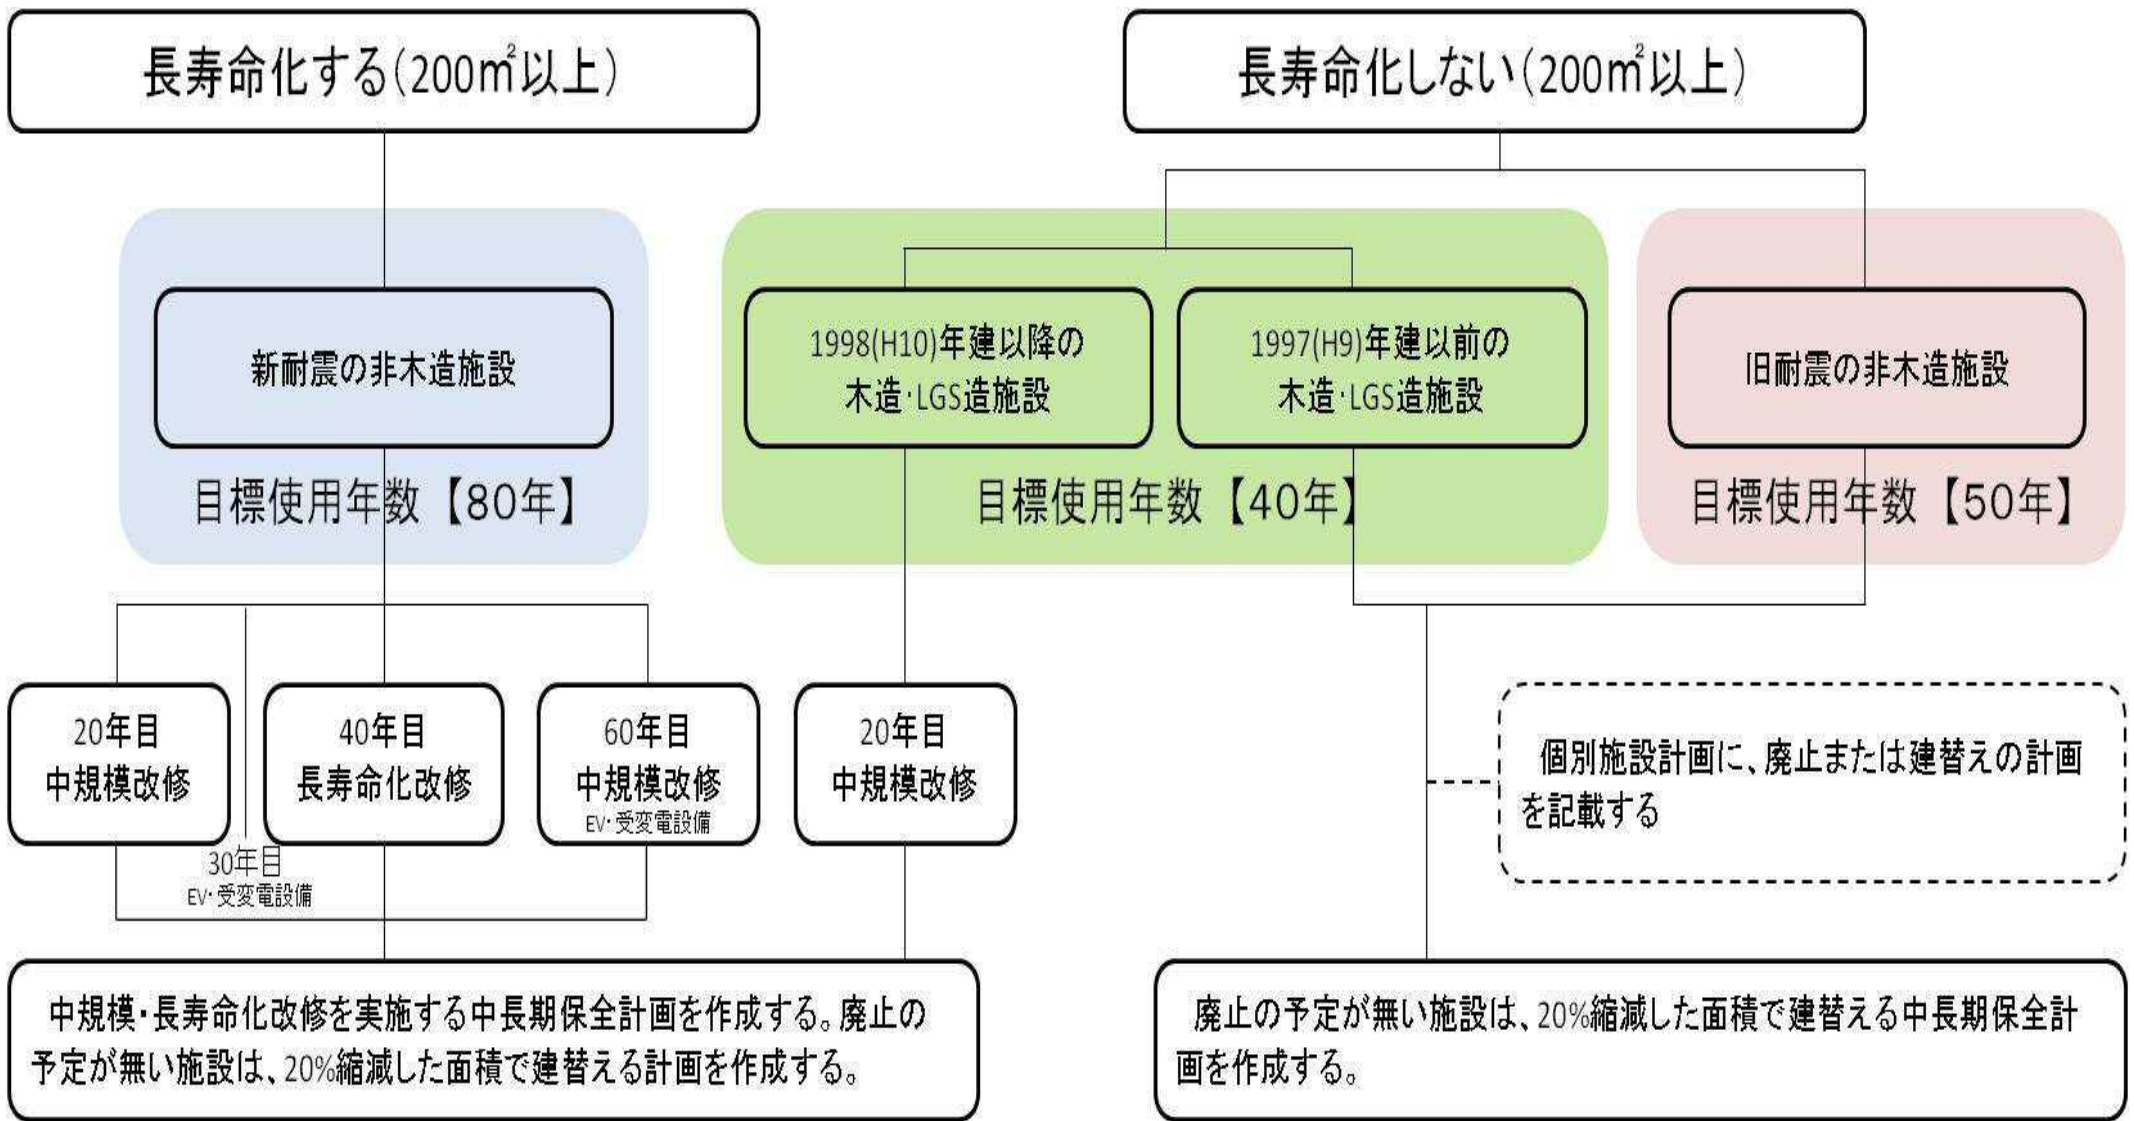 長寿命化する(200㎡以上)
長寿命化しない(200㎡以上)
新耐震の非木造施設
目標使用年数【80年】
1998(H10)年建以降の
木造･LGS造施設
1997(H9)年建以前の
木造･LGS造施設
目標使用年数【40年】
旧耐震の非木造施設
目標使用年数【50年】
20年目
中規模改修
30年目
EV･受変電設備
40年目
長寿命化改修
60年目
中規模改修
EV･受変電設備
20年目
中規模改修
個別施設計画に、廃止または建替えの計画
を記載する
中規模・長寿命化改修を実施する中長期保全計画を作成する。廃止の
予定が無い施設は、20%縮減した面積で建替える計画を作成する。
廃止の予定が無い施設は、20%縮減した面積で建替える中長期保全計
画を作成する。